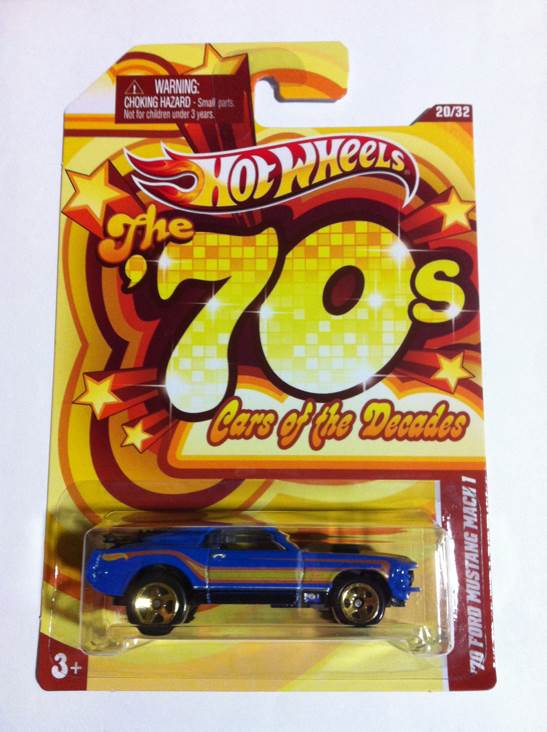 WARNING:
CHOKING HAZARD - Small parts.
Not for children under 3 years.
20/32
HOT WHEELS
The
'70s
Cars of the Decades
'70 FORD MUSTANG MACH 1
3+